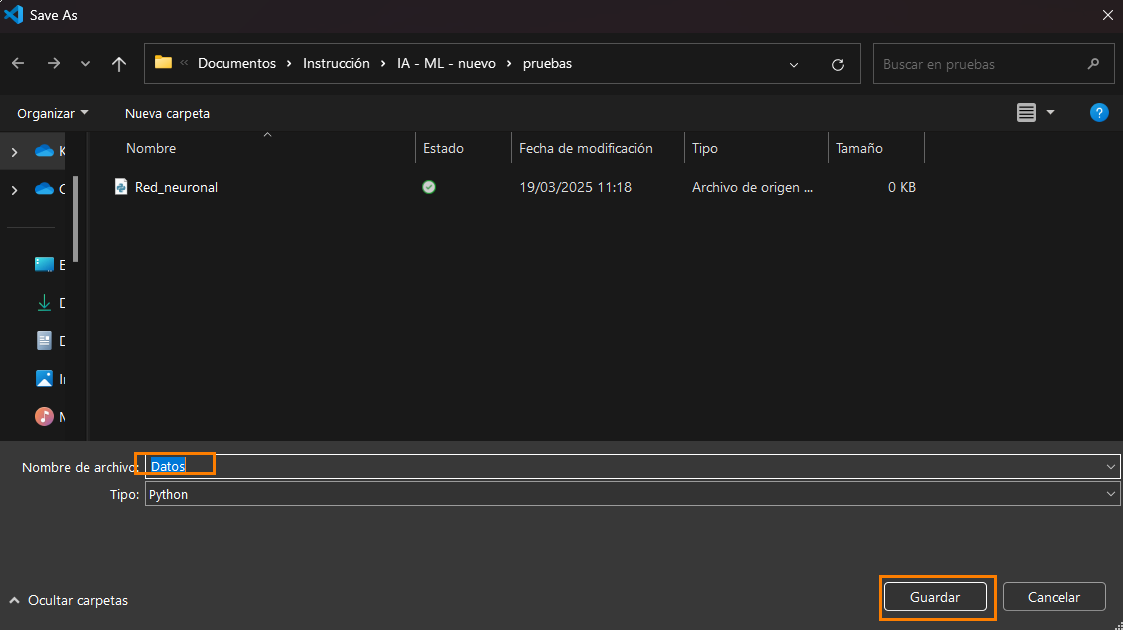 Save As
Documentos > Instrucción > IA - ML - nuevo > pruebas
Buscar en pruebas
Organizar
Nueva carpeta
?
Nombre Estado Fecha de modificación Tipo Tamaño
Red_neuronal 19/03/2025 11:18 Archivo de origen ... 0 KB
Nombre de archivo: Datos
Tipo: Python
Ocultar carpetas
Guardar
Cancelar